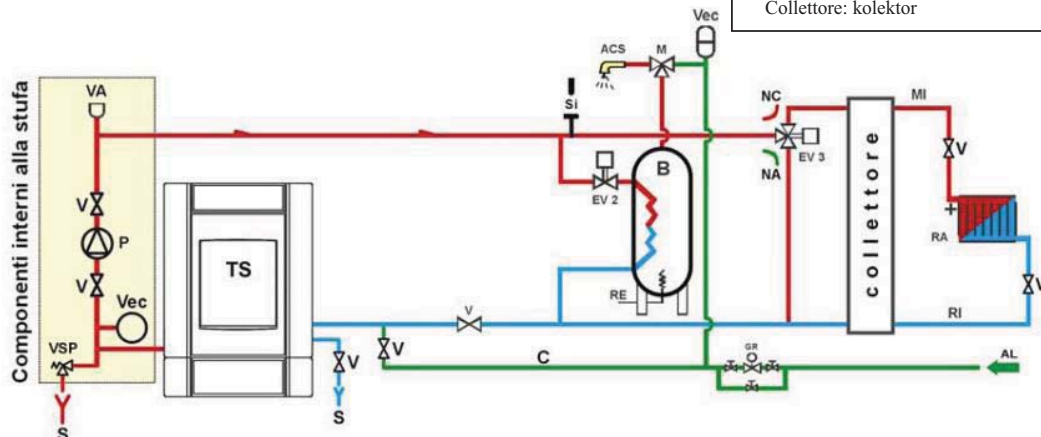 Collettore: kolektor
Vec
ACS
M
Componenti interni alla stufa
VA
Si
NC
MI
V
EV 3
NA
V
B
EV 2
P
TS
V
RA
collettore
Vec
RE
V
V
RI
VSP
V
V
C
GR
AL
S
S